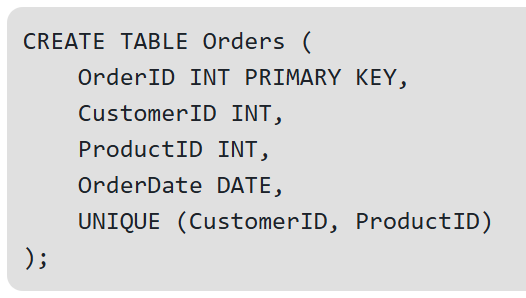 CREATE TABLE Orders (
    OrderID INT PRIMARY KEY,
    CustomerID INT,
    ProductID INT,
    OrderDate DATE,
    UNIQUE (CustomerID, ProductID)
);